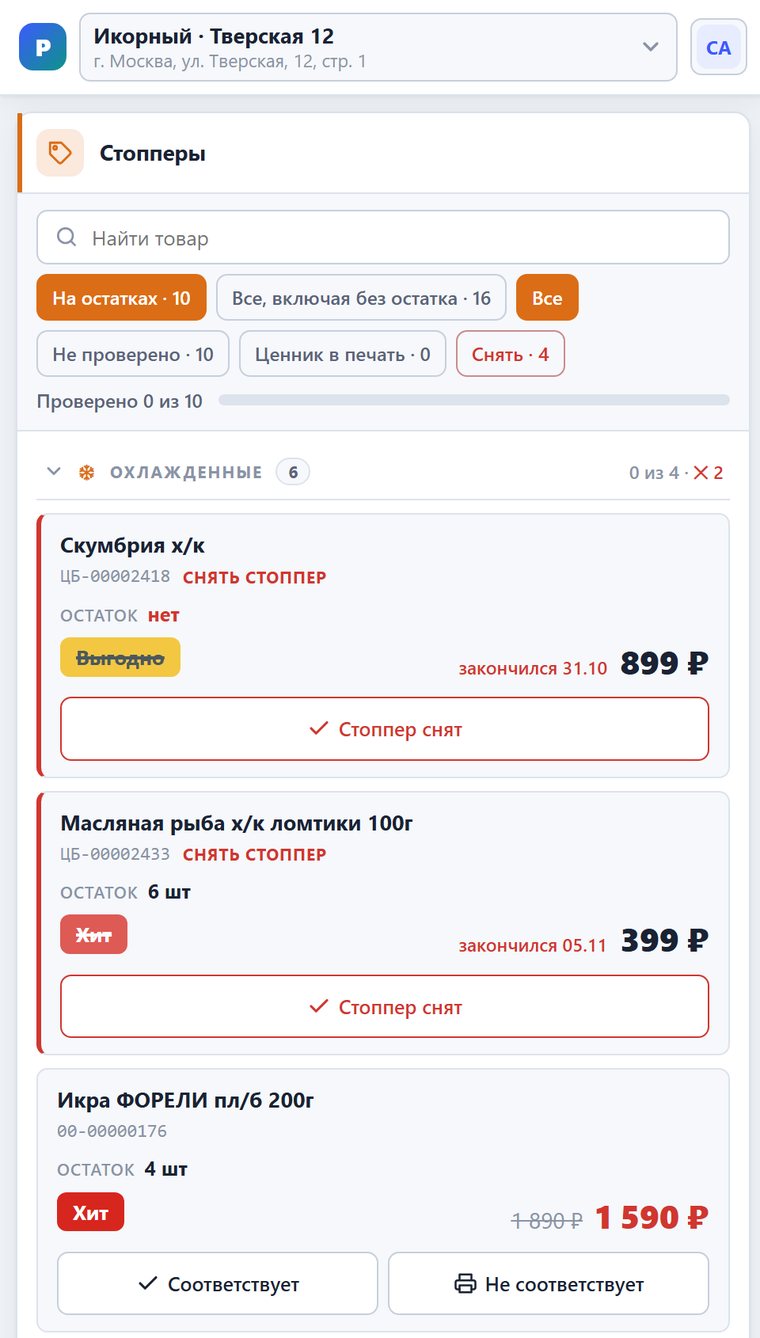 P
Икорный · Тверская 12
г. Москва, ул. Тверская, 12, стр. 1
СА
Стопперы
Найти товар
На остатках · 10
Все, включая без остатка · 16
Все
Не проверено · 10
Ценник в печать · 0
Снять · 4
Проверено 0 из 10
ОХЛАЖДЕННЫЕ 6
0 из 4 · ✕ 2
Скумбрия х/к
ЦБ-00002418 СНЯТЬ СТОППЕР
ОСТАТОК нет
Выгодно
закончился 31.10 899 ₽
Стоппер снят
Масляная рыба х/к ломтики 100г
ЦБ-00002433 СНЯТЬ СТОППЕР
ОСТАТОК 6 шт
Хит
закончился 05.11 399 ₽
Стоппер снят
Икра ФОРЕЛИ пл/б 200г
00-00000176
ОСТАТОК 4 шт
Хит
1 890 ₽ 1 590 ₽
Соответствует
Не соответствует